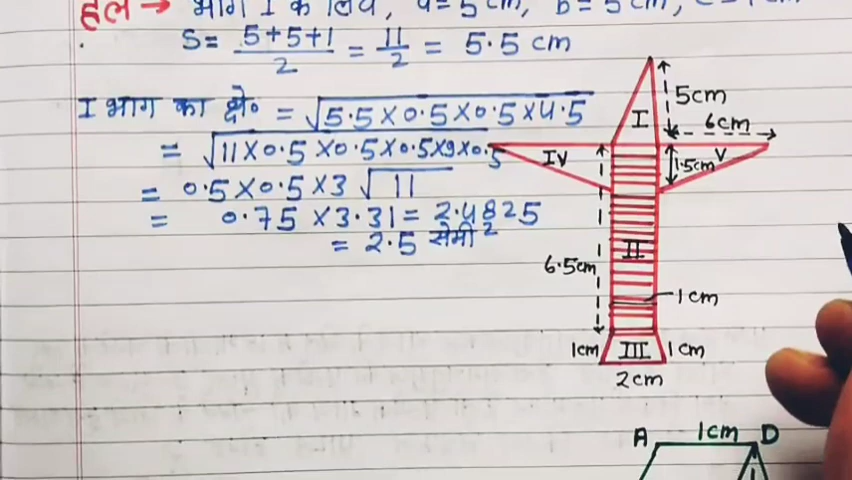 हल → भाग I के लिये, a = 5 cm, b = 5 cm, c = 1 cm
S = 5+5+1/2 = 11/2 = 5.5 cm
I भाग का क्षे० = √5.5×0.5×0.5×4.5
= √11×0.5×0.5×0.5×9×0.5
= 0.5×0.5×3√11
= 0.75×3.31 = 2.4825
= 2.5 सेमी²
5cm
I
6cm
IV
1.5cm
V
II
6.5cm
1cm
1cm
III
1cm
2cm
A
1cm
D